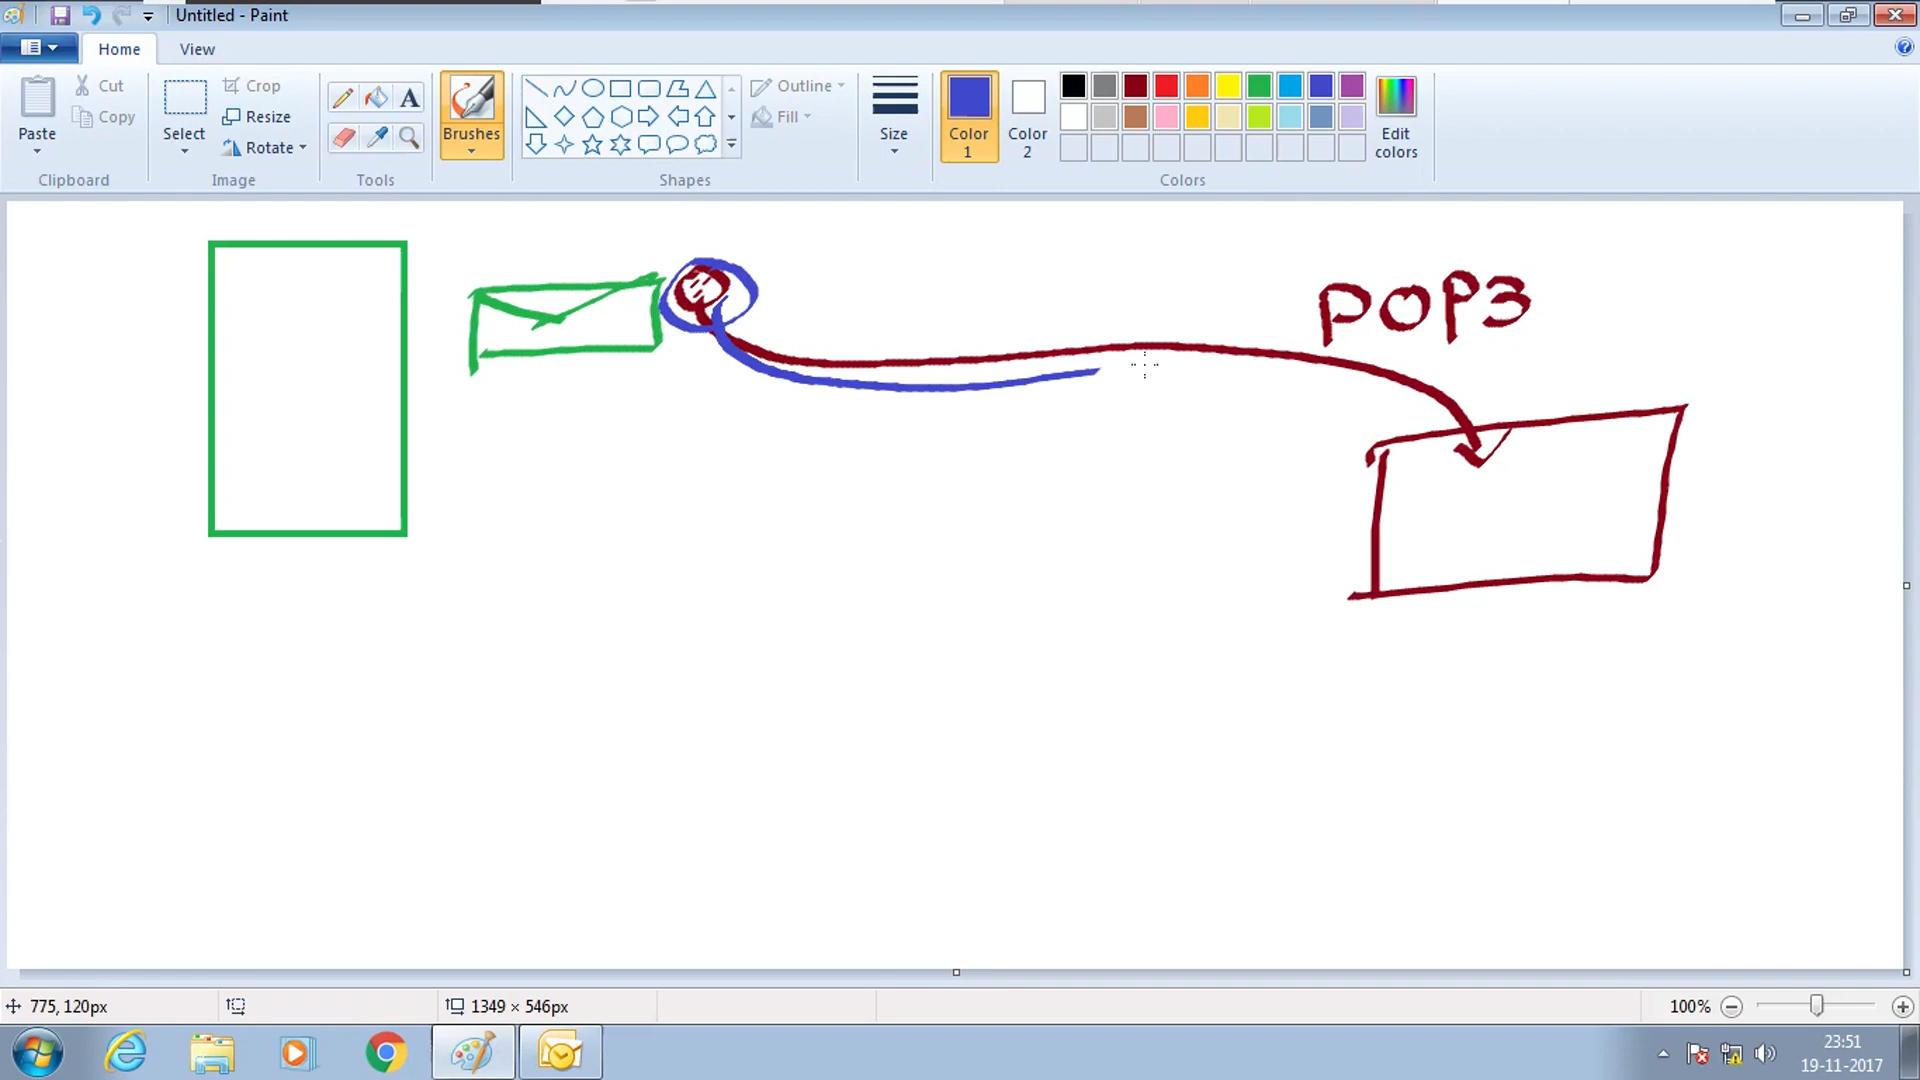 Untitled - Paint
Home View
Paste
Cut
Copy
Clipboard
Select
Crop
Resize
Rotate
Image
A
Tools
Brushes
Shapes
Outline
Fill
Size
Color 1
Color 2
Colors
Edit colors
POP3
775, 120px
1349 × 546px
100%
23:51
19-11-2017